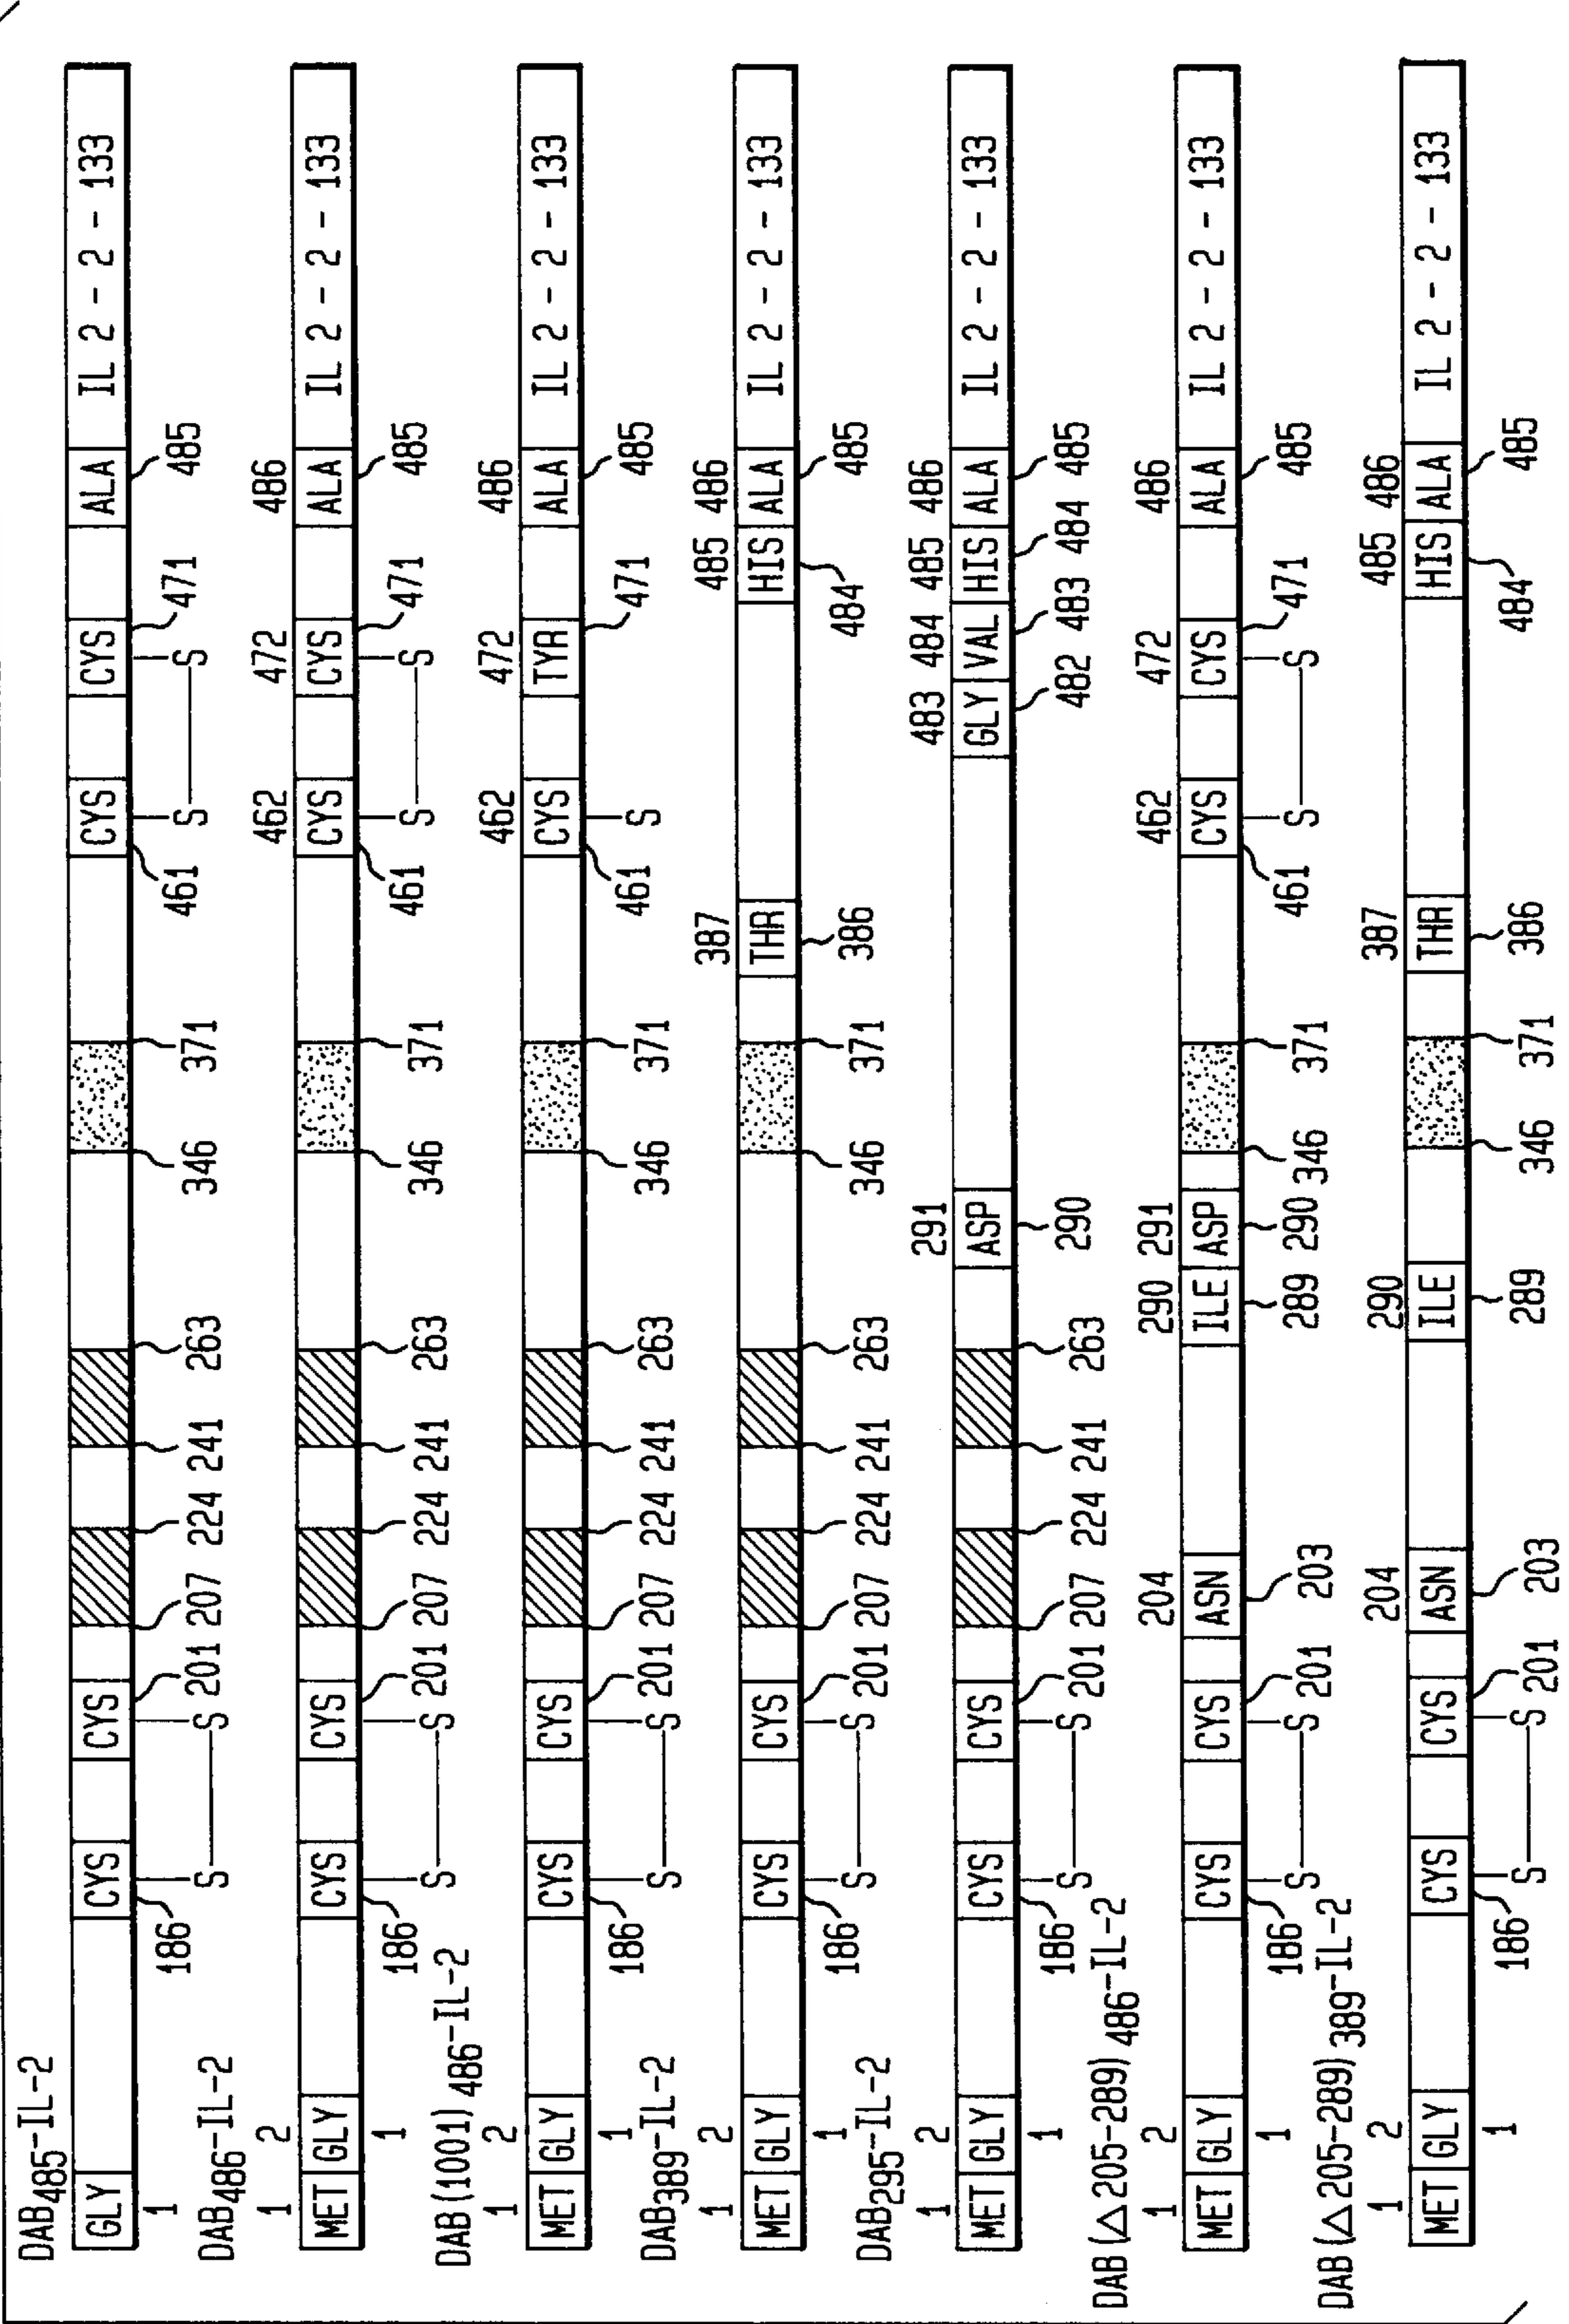 DAB485-IL-2
GLY CYS CYS CYS CYS ALA IL 2 - 2 - 133
1 186 201 207 224 241 263 346 371 461 471 485
S S S S
DAB486-IL-2
1 2 462 472 486
MET GLY CYS CYS CYS CYS ALA IL 2 - 2 - 133
1 186 201 207 224 241 263 346 371 461 471 485
S S S S
DAB (1001) 486-IL-2
1 2 462 472 486
MET GLY CYS CYS CYS TYR ALA IL 2 - 2 - 133
1 186 201 207 224 241 263 346 371 461 471 485
S S S
DAB389-IL-2
1 2 387 485 486
MET GLY CYS CYS THR HIS ALA IL 2 - 2 - 133
1 186 201 207 224 241 263 346 371 386 484 485
S S
DAB295-IL-2
1 2 291 483 484 485 486
MET GLY CYS CYS ASP GLY VAL HIS ALA IL 2 - 2 - 133
1 186 201 207 224 241 263 290 482 483 484 485
S S
DAB (△205-289) 486-IL-2
1 2 204 290 291 462 472 486
MET GLY CYS CYS ASN ILE ASP CYS CYS ALA IL 2 - 2 - 133
1 186 201 203 289 290 346 371 461 471 485
S S S S
DAB (△205-289) 389-IL-2
1 2 204 290 387 485 486
MET GLY CYS CYS ASN ILE THR HIS ALA IL 2 - 2 - 133
1 186 201 203 289 346 371 386 484 485
S S